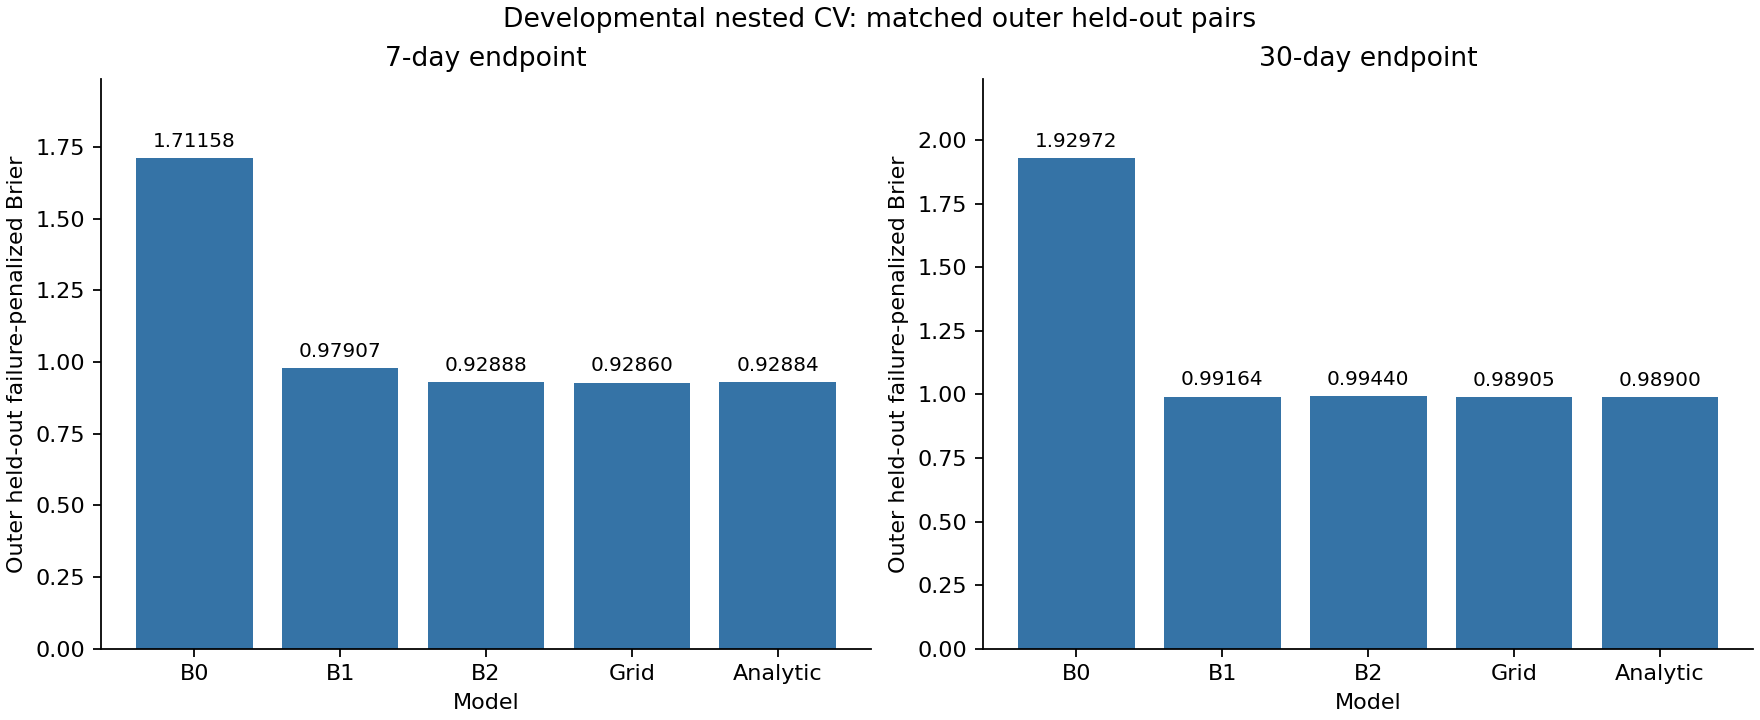 Developmental nested CV: matched outer held-out pairs
7-day endpoint
Outer held-out failure-penalized Brier
1.75
1.50
1.25
1.00
0.75
0.50
0.25
0.00
1.71158
0.97907
0.92888
0.92860
0.92884
B0
B1
B2
Grid
Analytic
Model
30-day endpoint
Outer held-out failure-penalized Brier
2.00
1.75
1.50
1.25
1.00
0.75
0.50
0.25
0.00
1.92972
0.99164
0.99440
0.98905
0.98900
B0
B1
B2
Grid
Analytic
Model